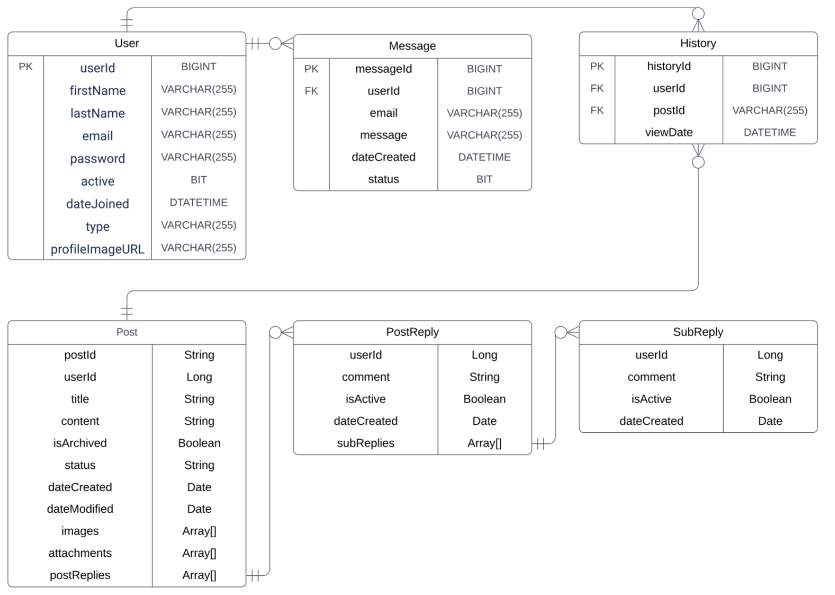 User
PK userId BIGINT
firstName VARCHAR(255)
lastName VARCHAR(255)
email VARCHAR(255)
password VARCHAR(255)
active BIT
dateJoined DTATETIME
type VARCHAR(255)
profileImageURL VARCHAR(255)
Message
PK messageId BIGINT
FK userId BIGINT
email VARCHAR(255)
message VARCHAR(255)
dateCreated DATETIME
status BIT
History
PK historyId BIGINT
FK userId BIGINT
FK postId VARCHAR(255)
viewDate DATETIME
Post
postId String
userId Long
title String
content String
isArchived Boolean
status String
dateCreated Date
dateModified Date
images Array[]
attachments Array[]
postReplies Array[]
PostReply
userId Long
comment String
isActive Boolean
dateCreated Date
subReplies Array[]
SubReply
userId Long
comment String
isActive Boolean
dateCreated Date